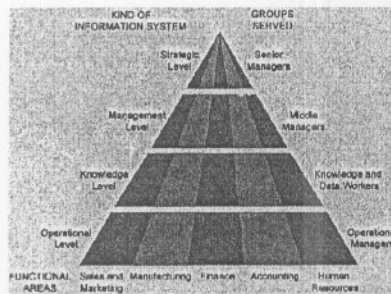 KIND OF
INFORMATION SYSTEM
GROUPS
SERVED
Strategic
Level
Senior
Managers
Management
Level
Middle
Managers
Knowledge
Level
Knowledge and
Data Workers
Operational
Level
Operational
Managers
FUNCTIONAL
AREAS
Sales and
Marketing
Manufacturing
Finance
Accounting
Human
Resources